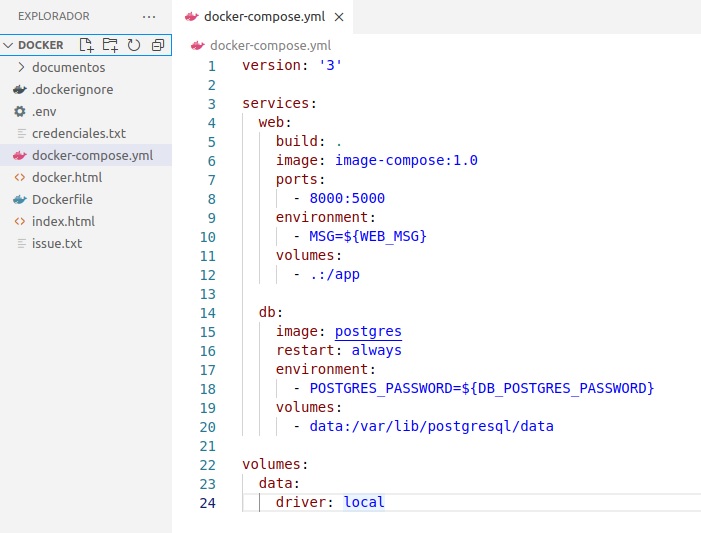 EXPLORADOR
···
DOCKER
documentos
.dockerignore
.env
credenciales.txt
docker-compose.yml
docker.html
Dockerfile
index.html
issue.txt
docker-compose.yml
docker-compose.yml
1 version: '3'
2
3 services:
4 web:
5 build: .
6 image: image-compose:1.0
7 ports:
8 - 8000:5000
9 environment:
10 - MSG=${WEB_MSG}
11 volumes:
12 - .:/app
13
14 db:
15 image: postgres
16 restart: always
17 environment:
18 - POSTGRES_PASSWORD=${DB_POSTGRES_PASSWORD}
19 volumes:
20 - data:/var/lib/postgresql/data
21
22 volumes:
23 data:
24 driver: local